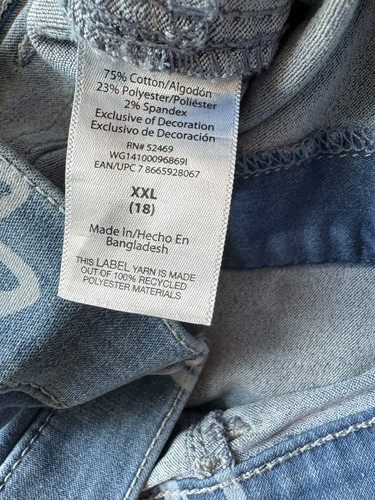 75% Cotton/Algodón
23% Polyester/Poliéster
2% Spandex
Exclusive of Decoration
Exclusivo de Decoración
RN# 52469
WG14100096869I
EAN/UPC 7 8665928067
XXL
(18)
Made in/Hecho En
Bangladesh
THIS LABEL YARN IS MADE
OUT OF 100% RECYCLED
POLYESTER MATERIALS